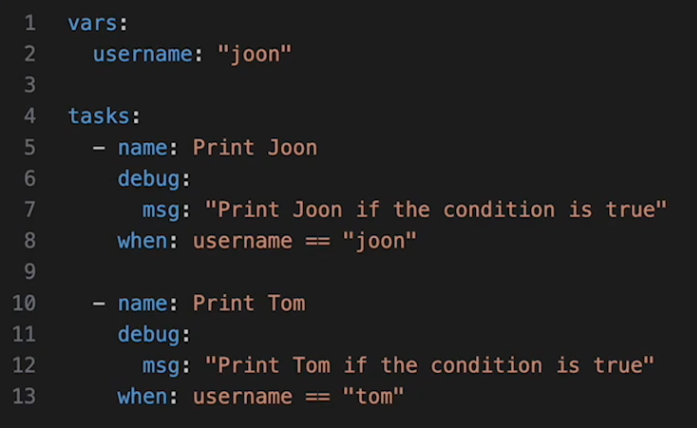 1 vars:
2   username: "joon"
3
4 tasks:
5   - name: Print Joon
6     debug:
7       msg: "Print Joon if the condition is true"
8     when: username == "joon"
9
10   - name: Print Tom
11     debug:
12       msg: "Print Tom if the condition is true"
13     when: username == "tom"